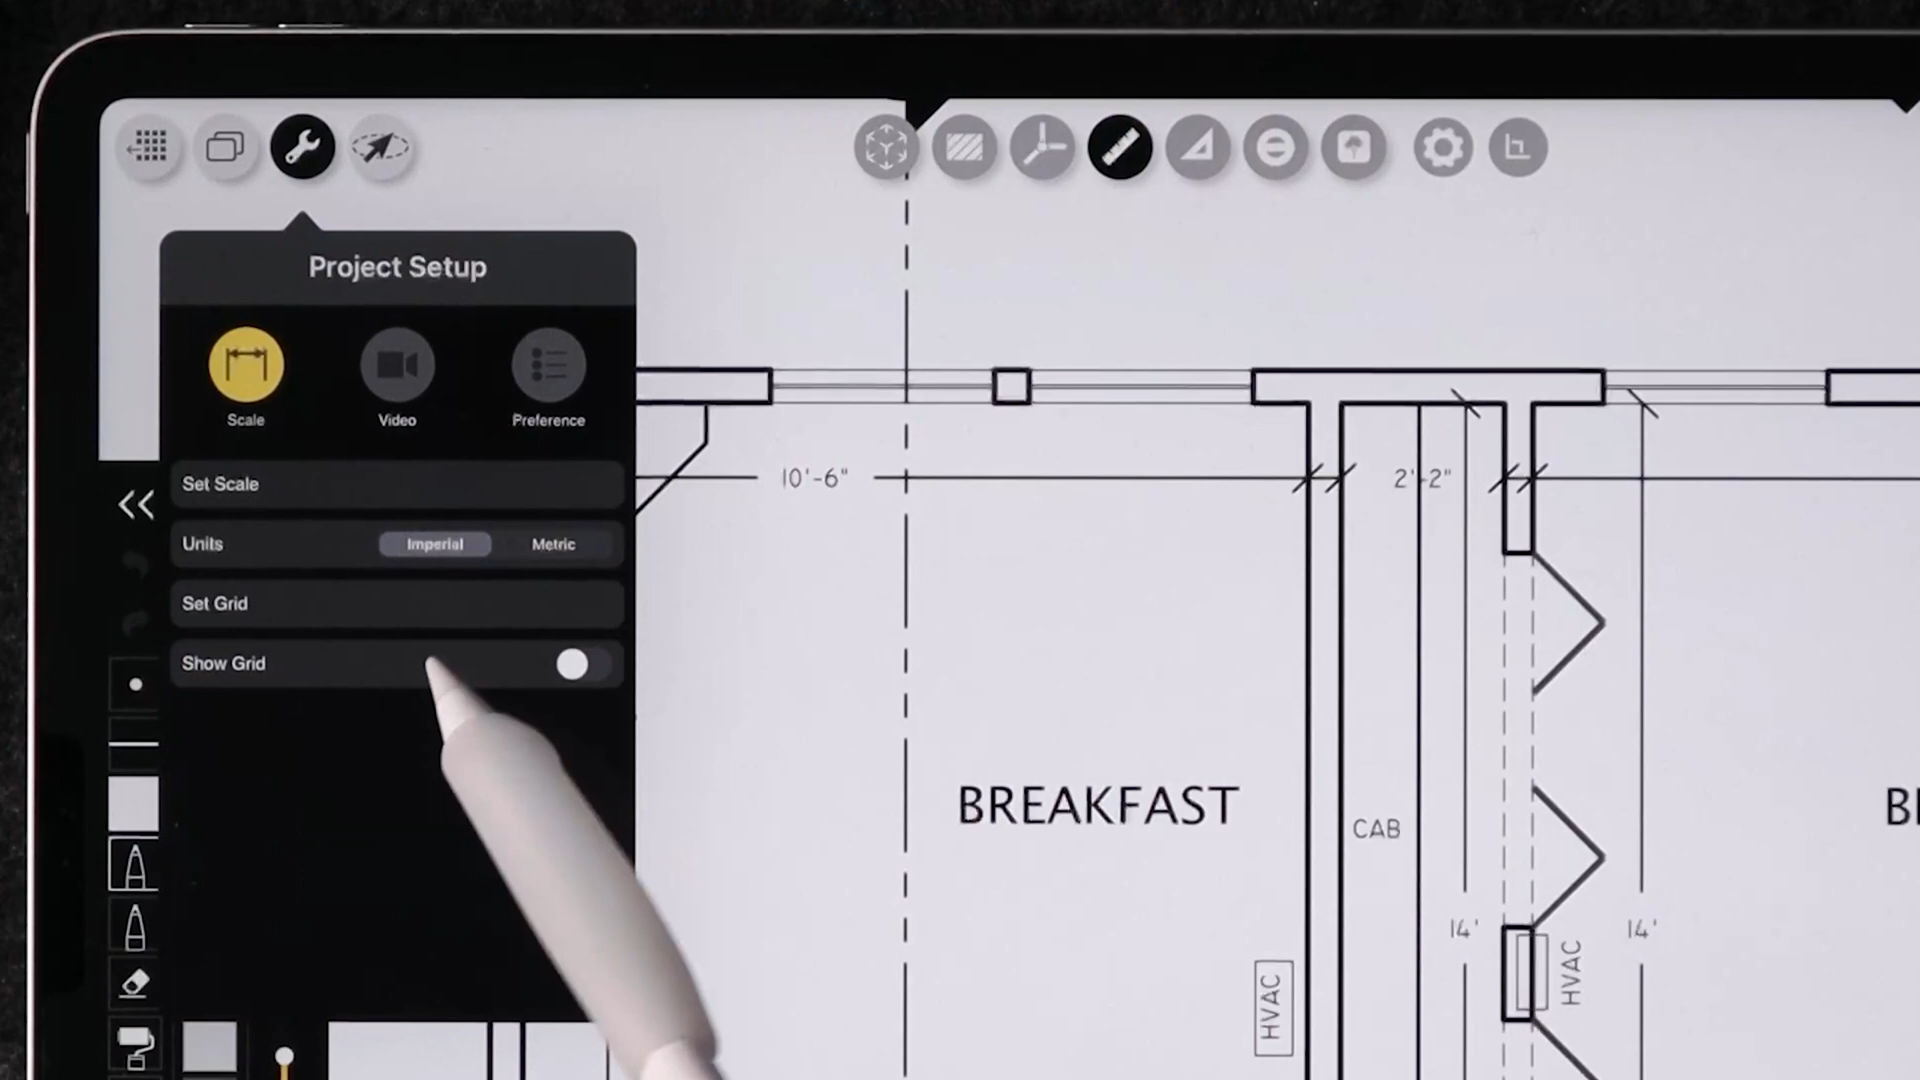 Project Setup
Scale
Video
Preference
Set Scale
Units
Imperial
Metric
Set Grid
Show Grid
10'-6"
2'-2"
BREAKFAST
CAB
14'
14'
HVAC
HVAC